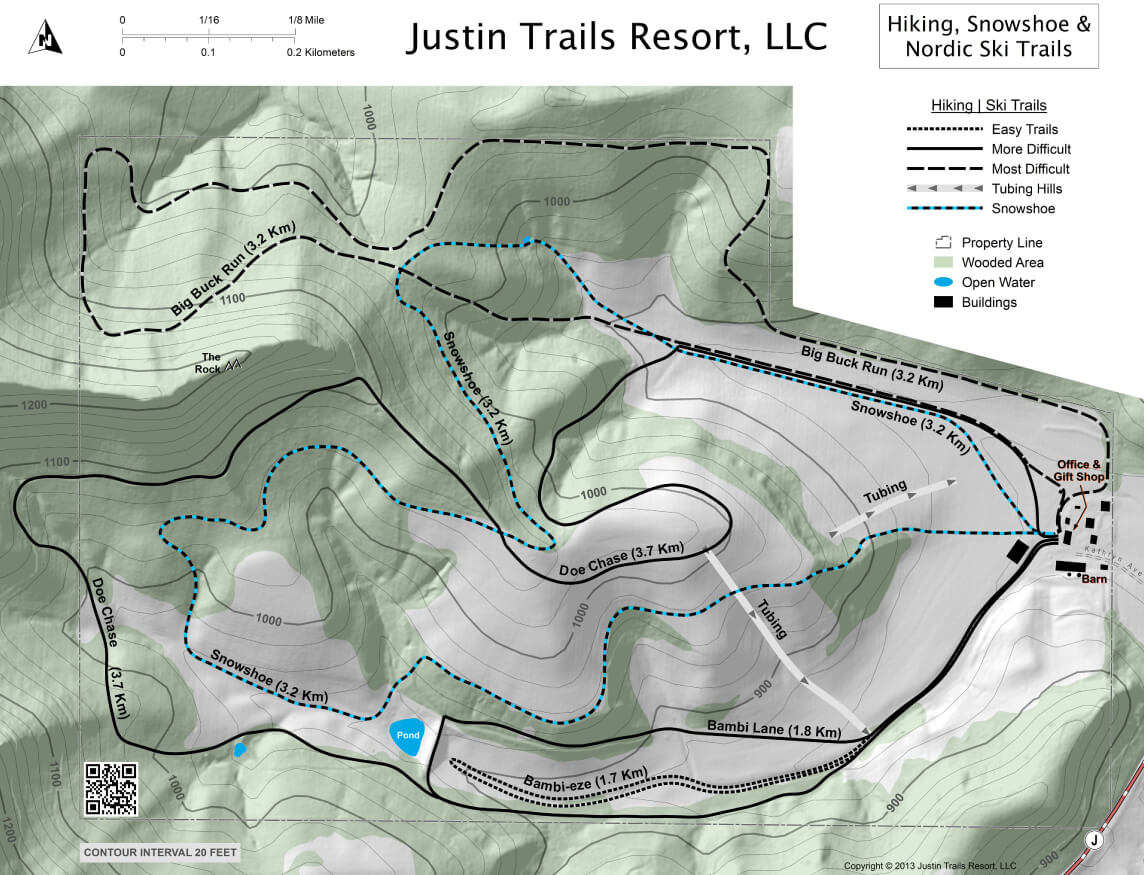 N
0 1/16 1/8 Mile
0 0.1 0.2 Kilometers
Justin Trails Resort, LLC
Hiking, Snowshoe &
Nordic Ski Trails
Hiking | Ski Trails
Easy Trails
More Difficult
Most Difficult
Tubing Hills
Snowshoe
Property Line
Wooded Area
Open Water
Buildings
1000
1000
Big Buck Run (3.2 Km)
1100
The
Rock
Snowshoe (3.2 Km)
Big Buck Run (3.2 Km)
Snowshoe (3.2 Km)
1200
1100
Office &
Gift Shop
Tubing
1000
Doe Chase (3.7 Km)
Kathryn Ave
Barn
Doe Chase (3.7 Km)
1000
1000
Tubing
Snowshoe (3.2 Km)
900
Pond
Bambi Lane (1.8 Km)
Bambi-eze (1.7 Km)
1100
1000
900
1200
J
900
CONTOUR INTERVAL 20 FEET
Copyright © 2013 Justin Trails Resort, LLC